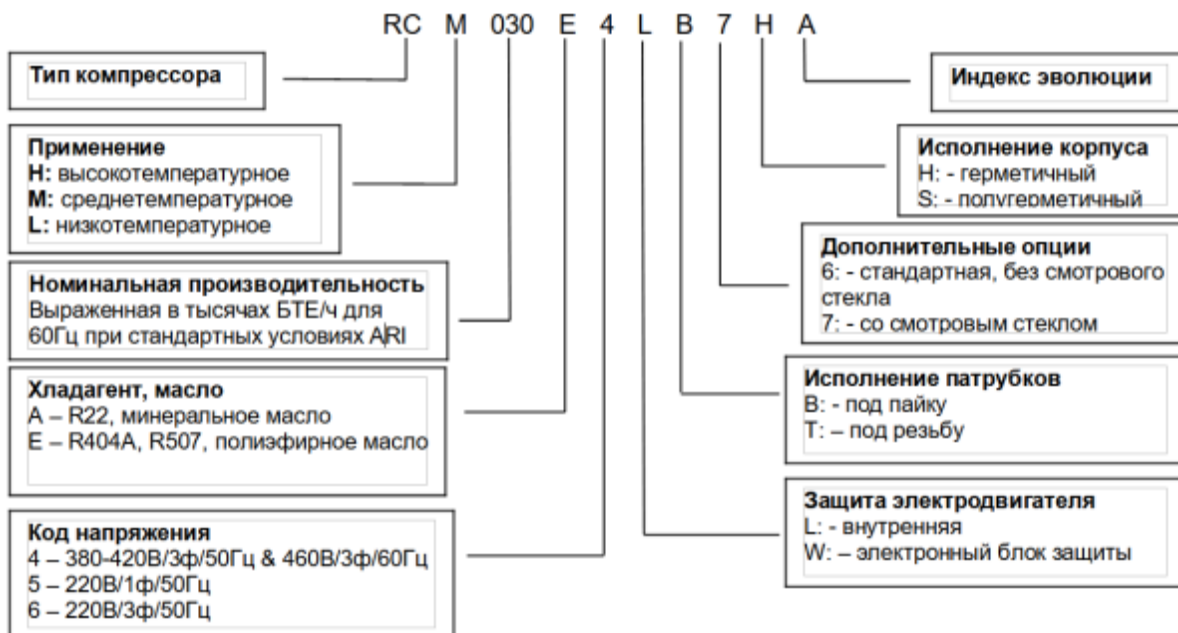 RC M 030 E 4 L B 7 H A
Тип компрессора
Применение
H: высокотемпературное
M: среднетемпературное
L: низкотемпературное
Номинальная производительность
Выраженная в тысячах БТЕ/ч для
60Гц при стандартных условиях ARI
Хладагент, масло
A – R22, минеральное масло
E – R404A, R507, полиэфирное масло
Код напряжения
4 – 380-420В/3ф/50Гц & 460В/3ф/60Гц
5 – 220В/1ф/50Гц
6 – 220В/3ф/50Гц
Индекс эволюции
Исполнение корпуса
H: - герметичный
S: - полугерметичный
Дополнительные опции
6: - стандартная, без смотрового
стекла
7: - со смотровым стеклом
Исполнение патрубков
B: - под пайку
T: – под резьбу
Защита электродвигателя
L: - внутренняя
W: – электронный блок защиты